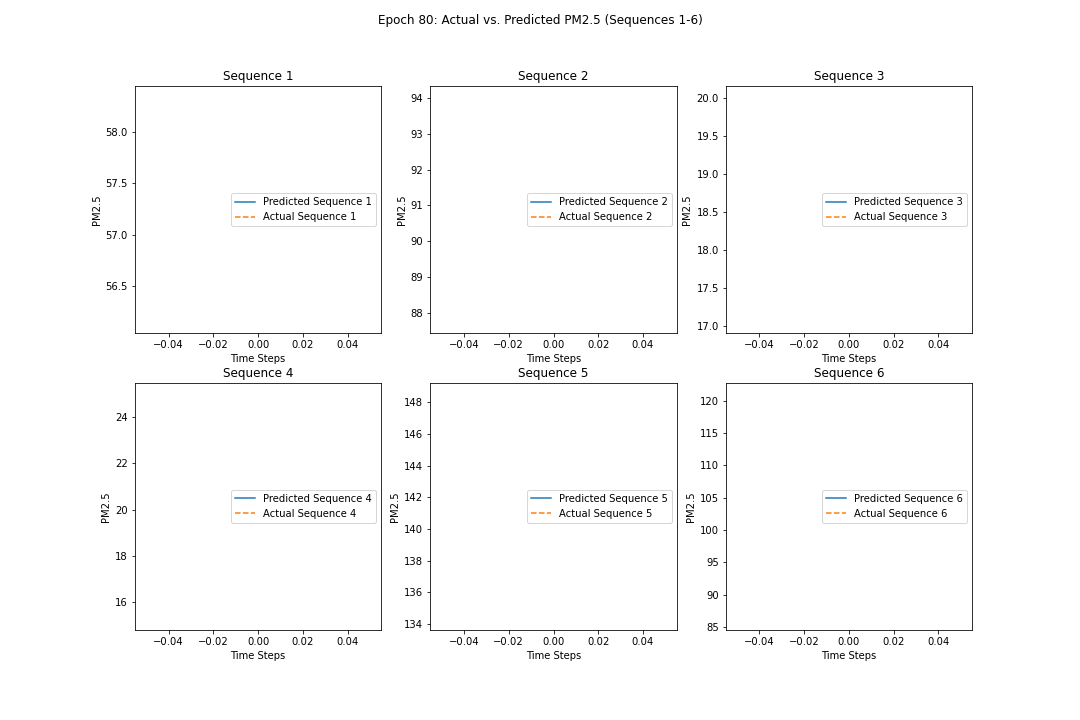 Epoch 80: Actual vs. Predicted PM2.5 (Sequences 1-6)
Sequence 1
58.0
57.5
57.0
56.5
PM2.5
Predicted Sequence 1
Actual Sequence 1
−0.04 −0.02 0.00 0.02 0.04
Time Steps
Sequence 2
94
93
92
91
90
89
88
PM2.5
Predicted Sequence 2
Actual Sequence 2
−0.04 −0.02 0.00 0.02 0.04
Time Steps
Sequence 3
20.0
19.5
19.0
18.5
18.0
17.5
17.0
PM2.5
Predicted Sequence 3
Actual Sequence 3
−0.04 −0.02 0.00 0.02 0.04
Time Steps
Sequence 4
24
22
20
18
16
PM2.5
Predicted Sequence 4
Actual Sequence 4
−0.04 −0.02 0.00 0.02 0.04
Time Steps
Sequence 5
148
146
144
142
140
138
136
134
PM2.5
Predicted Sequence 5
Actual Sequence 5
−0.04 −0.02 0.00 0.02 0.04
Time Steps
Sequence 6
120
115
110
105
100
95
90
85
PM2.5
Predicted Sequence 6
Actual Sequence 6
−0.04 −0.02 0.00 0.02 0.04
Time Steps